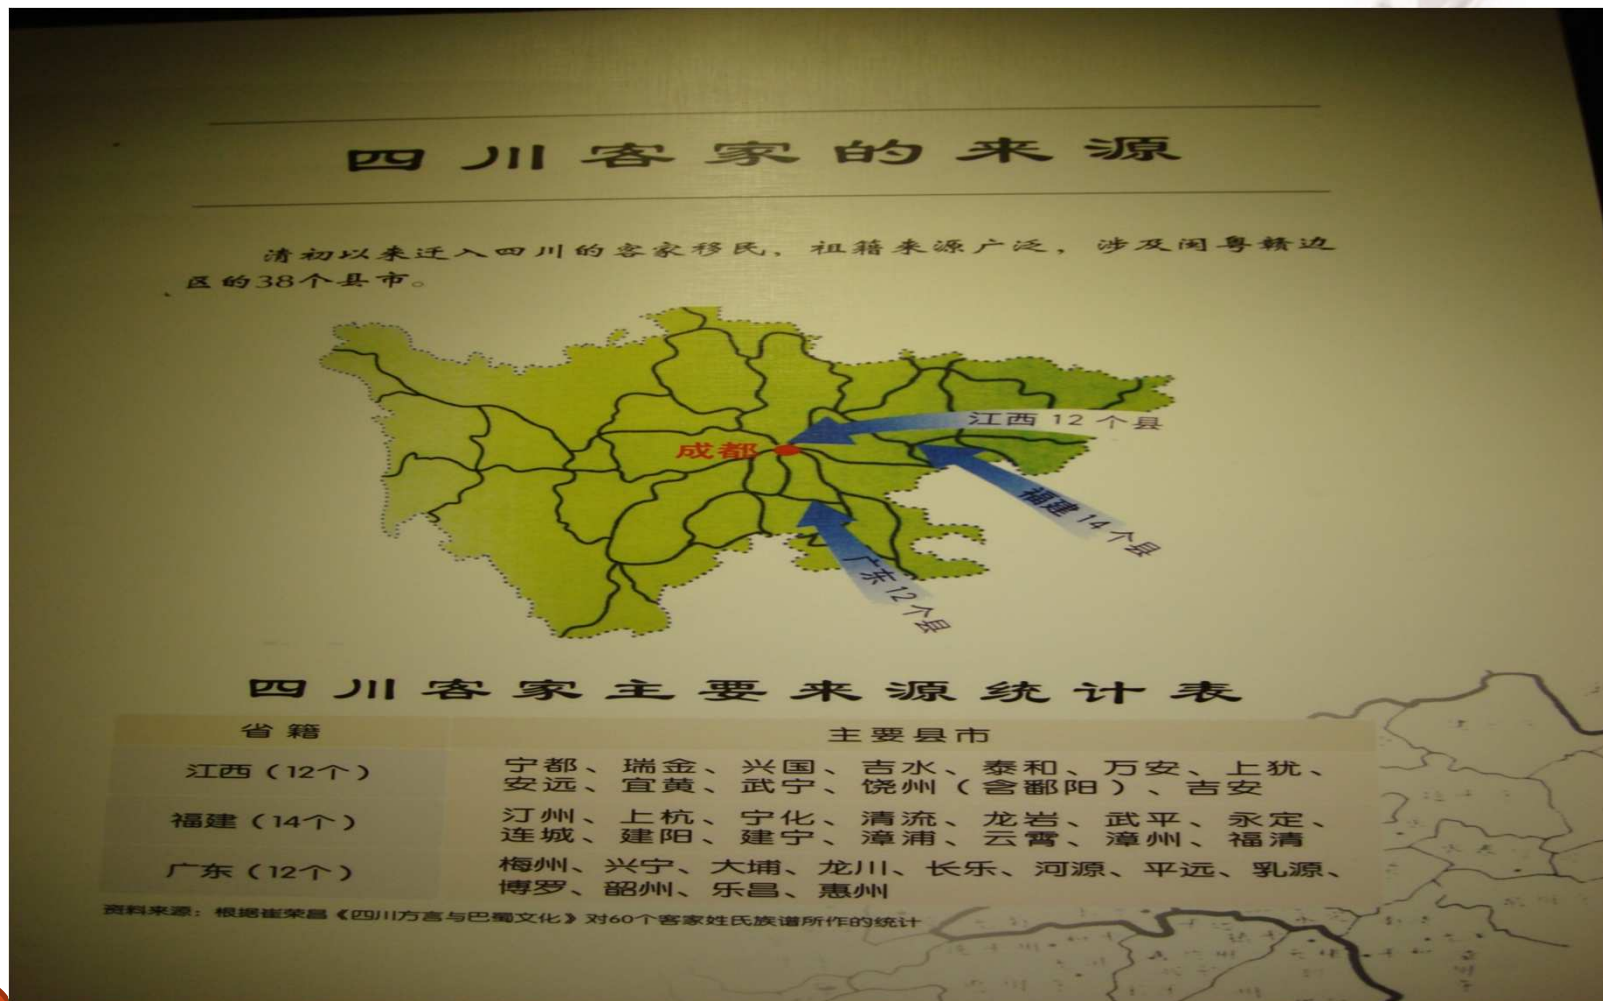 四川客家的来源
清初以来迁入四川的客家移民，祖籍来源广泛，涉及闽粤赣边
区的38个县市。
江西 12 个县
成都
福建 14 个县
广东 12 个县
四川客家主要来源统计表
省籍 主要县市
江西（12个） 宁都、瑞金、兴国、吉水、泰和、万安、上犹、
安远、宜黄、武宁、饶州（含鄱阳）、吉安
福建（14个） 汀州、上杭、宁化、清流、龙岩、武平、永定、
连城、建阳、建宁、漳浦、云霄、漳州、福清
广东（12个） 梅州、兴宁、大埔、龙川、长乐、河源、平远、乳源、
博罗、韶州、乐昌、惠州
资料来源：根据崔荣昌《四川方言与巴蜀文化》对60个客家姓氏族谱所作的统计